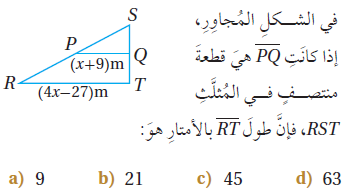 في الشكلِ المُجاوِرِ،
إذا كانَتِ PQ هيَ قطعةَ
منتصفٍ في المُثلَّثِ
RST، فإنَّ طولَ RT بالأمتارِ هوَ:
S
P
Q
(x+9)m
R
T
(4x–27)m
a) 9 b) 21 c) 45 d) 63